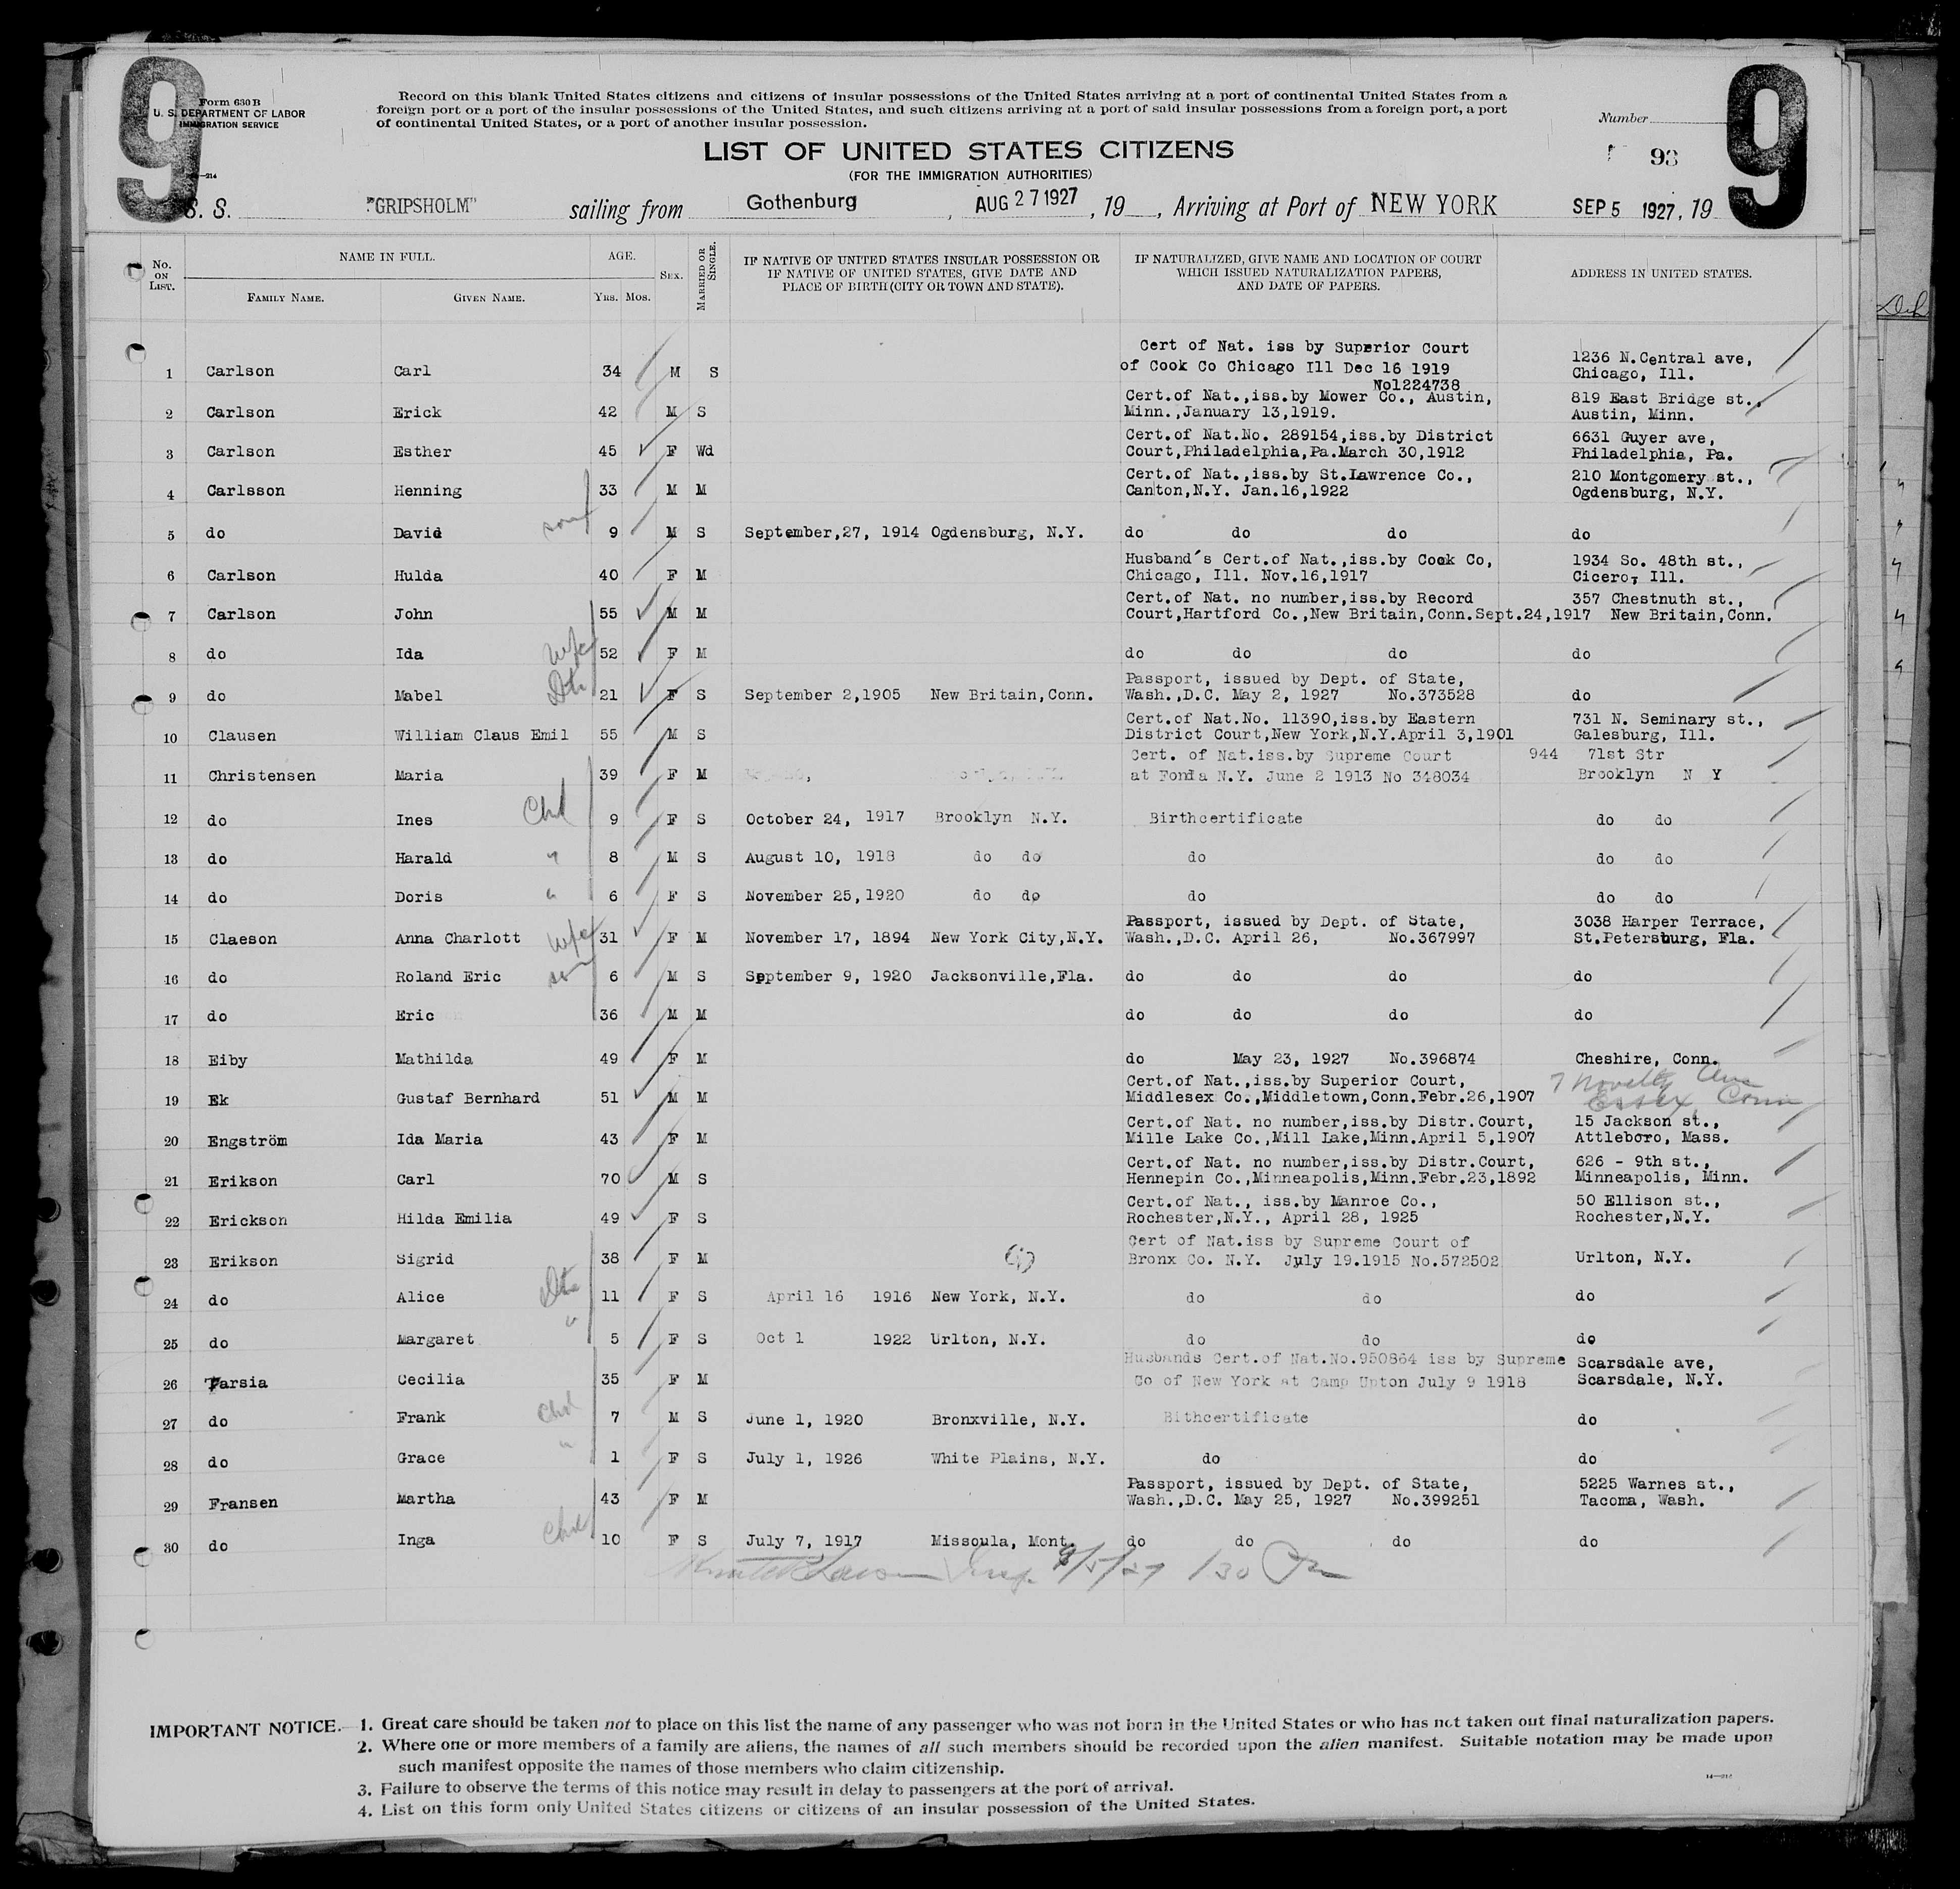 9
9
Form 630 B
U. S. DEPARTMENT OF LABOR
IMMIGRATION SERVICE
Record on this blank United States citizens and citizens of insular possessions of the United States arriving at a port of continental United States from a
foreign port or a port of the insular possessions of the United States, and such citizens arriving at a port of said insular possessions from a foreign port, a port
of continental United States, or a port of another insular possession.
Number
LIST OF UNITED STATES CITIZENS
(FOR THE IMMIGRATION AUTHORITIES)
93
S. S. "GRIPSHOLM" sailing from Gothenburg, AUG 27 1927, 19__, Arriving at Port of NEW YORK SEP 5 1927, 19
No. ON LIST. NAME IN FULL. AGE. SEX. MARRIED OR SINGLE. IF NATIVE OF UNITED STATES INSULAR POSSESSION OR IF NATIVE OF UNITED STATES, GIVE DATE AND PLACE OF BIRTH (CITY OR TOWN AND STATE). IF NATURALIZED, GIVE NAME AND LOCATION OF COURT WHICH ISSUED NATURALIZATION PAPERS, AND DATE OF PAPERS. ADDRESS IN UNITED STATES.
FAMILY NAME. GIVEN NAME. YRS. MOS.
Cert of Nat. iss by Superior Court 1236 N.Central ave,
1 Carlson Carl 34 M S of Cook Co Chicago Ill Dec 16 1919 Chicago, Ill.
No1224738
Cert.of Nat.,iss.by Mower Co., Austin, 819 East Bridge st.,
2 Carlson Erick 42 M S Minn.,January 13,1919. Austin, Minn.
Cert.of Nat.No. 289154,iss.by District 6631 Guyer ave,
3 Carlson Esther 45 F Wd Court,Philadelphia,Pa.March 30,1912 Philadelphia, Pa.
Cert.of Nat.,iss.by St.Lawrence Co., 210 Montgomery st.,
4 Carlsson Henning 33 M M Canton,N.Y. Jan.16,1922 Ogdensburg, N.Y.
5 do David son 9 M S September,27, 1914 Ogdensburg, N.Y. do do do do
Husband's Cert.of Nat.,iss.by Cook Co, 1934 So. 48th st.,
6 Carlson Hulda 40 F M Chicago, Ill. Nov.16,1917 Cicero, Ill.
Cert.of Nat. no number,iss.by Record 357 Chestnuth st.,
7 Carlson John 55 M M Court,Hartford Co.,New Britain,Conn.Sept.24,1917 New Britain,Conn.
8 do Ida wife 52 F M do do do do
Passport, issued by Dept. of State,
9 do Mabel Dtr 21 F S September 2,1905 New Britain,Conn. Wash.,D.C. May 2, 1927 No.373528 do
Cert.of Nat.No. 11390,iss.by Eastern 731 N. Seminary st.,
10 Clausen William Claus Emil 55 M S District Court,New York,N.Y.April 3,1901 Galesburg, Ill.
Cert. of Nat.iss.by Supreme Court 944 71st Str
11 Christensen Maria 39 F M at Fonda N.Y. June 2 1913 No 348034 Brooklyn N Y
12 do Ines Chd 9 F S October 24, 1917 Brooklyn N.Y. Birthcertificate do do
13 do Harald " 8 M S August 10, 1918 do do do do do
14 do Doris " 6 F S November 25,1920 do do do do do
Passport, issued by Dept. of State, 3038 Harper Terrace,
15 Claeson Anna Charlott wife 31 F M November 17, 1894 New York City,N.Y. Wash.,D.C. April 26, No.367997 St.Petersburg, Fla.
16 do Roland Eric son 6 M S September 9, 1920 Jacksonville,Fla. do do do do
17 do Eric 36 M M do do do do
18 Eiby Mathilda 49 F M do May 23, 1927 No.396874 Cheshire, Conn.
Cert.of Nat.,iss.by Superior Court, 7 Novelty Ave
19 Ek Gustaf Bernhard 51 M M Middlesex Co.,Middletown,Conn.Febr.26,1907 Essex, Conn
Cert.of Nat. no number,iss.by Distr.Court, 15 Jackson st.,
20 Engström Ida Maria 43 F M Mille Lake Co.,Mill Lake,Minn.April 5,1907 Attleboro, Mass.
Cert.of Nat. no number,iss.by Distr.Court, 626 - 9th st.,
21 Erikson Carl 70 M S Hennepin Co.,Minneapolis,Minn.Febr.23,1892 Minneapolis, Minn.
Cert.of Nat., iss.by Manroe Co., 50 Ellison st.,
22 Erickson Hilda Emilia 49 F S Rochester,N.Y., April 28, 1925 Rochester,N.Y.
Cert of Nat.iss by Supreme Court of
23 Erikson Sigrid 38 F M Bronx Co. N.Y. July 19.1915 No.572502 Urlton, N.Y.
24 do Alice Dtr 11 F S April 16 1916 New York, N.Y. do do do
25 do Margaret " 5 F S Oct 1 1922 Urlton, N.Y. do do do
Husbands Cert.of Nat.No.950864 iss by Supreme Scarsdale ave,
26 Farsia Cecilia 35 F M Co of New York at Camp Upton July 9 1918 Scarsdale, N.Y.
27 do Frank Chd 7 M S June 1, 1920 Bronxville, N.Y. Bithcertificate do
28 do Grace " 1 F S July 1, 1926 White Plains, N.Y. do do
Passport, issued by Dept. of State, 5225 Warnes st.,
29 Fransen Martha 43 F M Wash.,D.C. May 25, 1927 No.399251 Tacoma, Wash.
30 do Inga Chd 10 F S July 7, 1917 Missoula, Mont. do do do do
Insp. 9/5/27 130 Pm
IMPORTANT NOTICE.—1. Great care should be taken not to place on this list the name of any passenger who was not born in the United States or who has not taken out final naturalization papers.
2. Where one or more members of a family are aliens, the names of all such members should be recorded upon the alien manifest. Suitable notation may be made upon
such manifest opposite the names of those members who claim citizenship.
3. Failure to observe the terms of this notice may result in delay to passengers at the port of arrival.
4. List on this form only United States citizens or citizens of an insular possession of the United States.